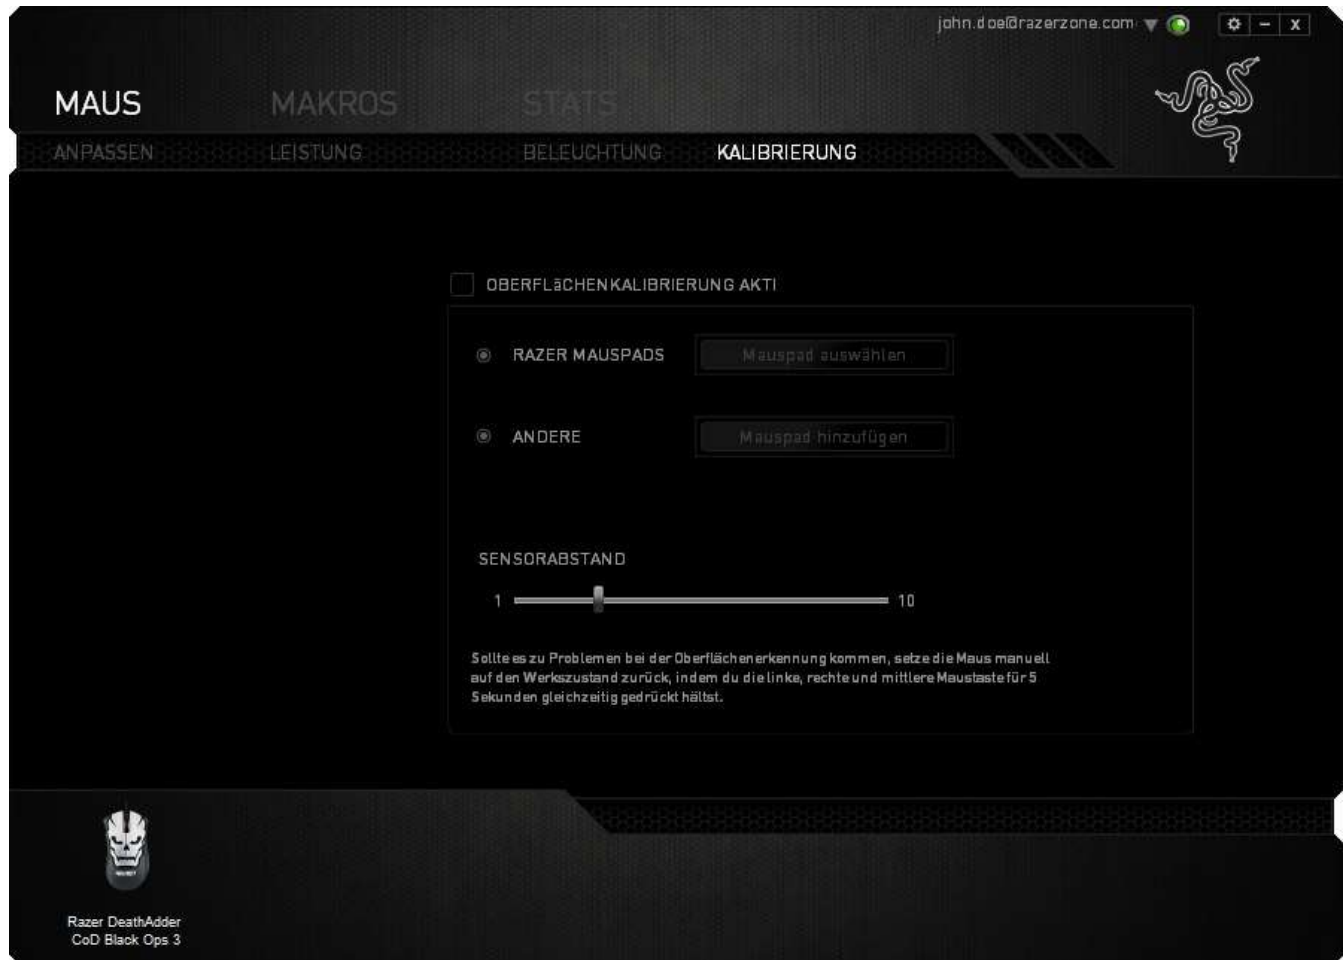 john.doe@razerzone.com
MAUS MAKROS STATS
ANPASSEN LEISTUNG BELEUCHTUNG KALIBRIERUNG
OBERFLäCHENKALIBRIERUNG AKTI
RAZER MAUSPADS Mauspad auswählen
ANDERE Mauspad hinzufügen
SENSORABSTAND
1 10
Sollte es zu Problemen bei der Oberflächenerkennung kommen, setze die Maus manuell
auf den Werkszustand zurück, indem du die linke, rechte und mittlere Maustaste für 5
Sekunden gleichzeitig gedrückt hältst.
Razer DeathAdder
CoD Black Ops 3